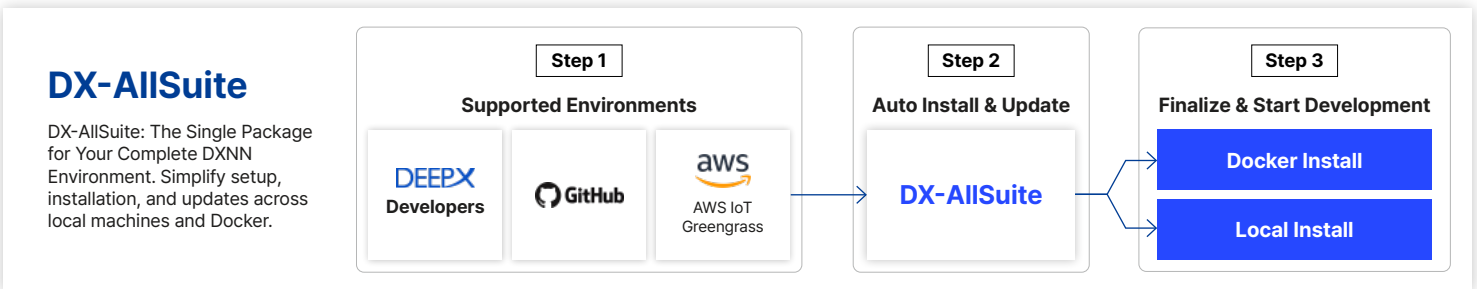 DX-AllSuite
DX-AllSuite: The Single Package
for Your Complete DXNN
Environment. Simplify setup,
installation, and updates across
local machines and Docker.
Step 1
Supported Environments
DEEPX
Developers
GitHub
aws
AWS IoT
Greengrass
Step 2
Auto Install & Update
DX-AllSuite
Step 3
Finalize & Start Development
Docker Install
Local Install